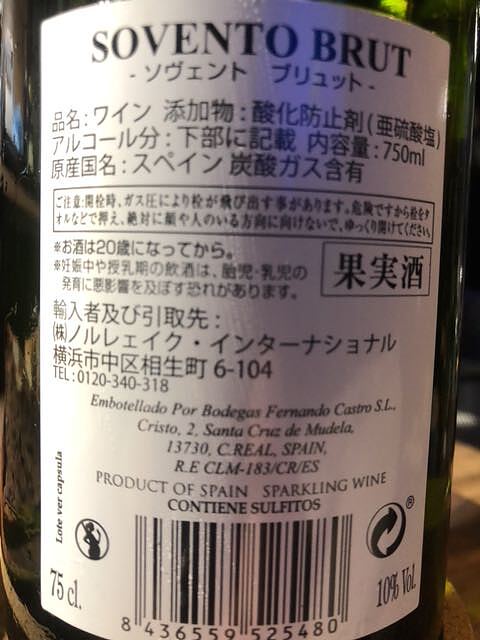 SOVENTO BRUT
- ソヴェント ブリュット -
品名：ワイン 添加物：酸化防止剤(亜硫酸塩)
アルコール分：下部に記載 内容量：750ml
原産国名：スペイン 炭酸ガス含有
ご注意：開栓時、ガス圧により栓が飛び出す事があります。危険ですから栓をタ
オルなどで押え、絶対に顔や人のいる方向に向けないで、ゆっくり開けてください。
※お酒は20歳になってから。
※妊娠中や授乳期の飲酒は、胎児・乳児の
発育に悪影響を及ぼす恐れがあります。
果実酒
輸入者及び引取先：
(株)ノルレェイク・インターナショナル
横浜市中区相生町 6-104
TEL：0120-340-318
Embotellado Por Bodegas Fernando Castro S.L.,
Cristo, 2, Santa Cruz de Mudela,
13730, C.REAL, SPAIN,
R.E CLM-183/CR/ES
PRODUCT OF SPAIN SPARKLING WINE
CONTIENE SULFITOS
Lote ver capsula
®
75 cl.
10% Vol.
8 436559 525480